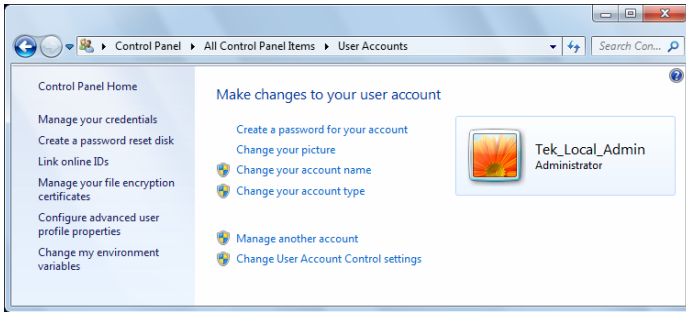 Control Panel ▸ All Control Panel Items ▸ User Accounts
Search Con...
Control Panel Home
Manage your credentials
Create a password reset disk
Link online IDs
Manage your file encryption
certificates
Configure advanced user
profile properties
Change my environment
variables
Make changes to your user account
Create a password for your account
Change your picture
Change your account name
Change your account type
Manage another account
Change User Account Control settings
Tek_Local_Admin
Administrator